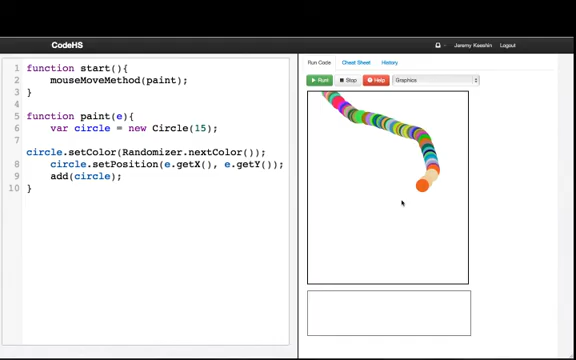 CodeHS
Jeremy Keeshin
Logout
Run Code
Cheat Sheet
History
Run!
Stop
Help
Graphics
1 function start(){
2 mouseMoveMethod(paint);
3 }
4
5 function paint(e){
6 var circle = new Circle(15);
7
circle.setColor(Randomizer.nextColor());
8 circle.setPosition(e.getX(), e.getY());
9 add(circle);
10 }